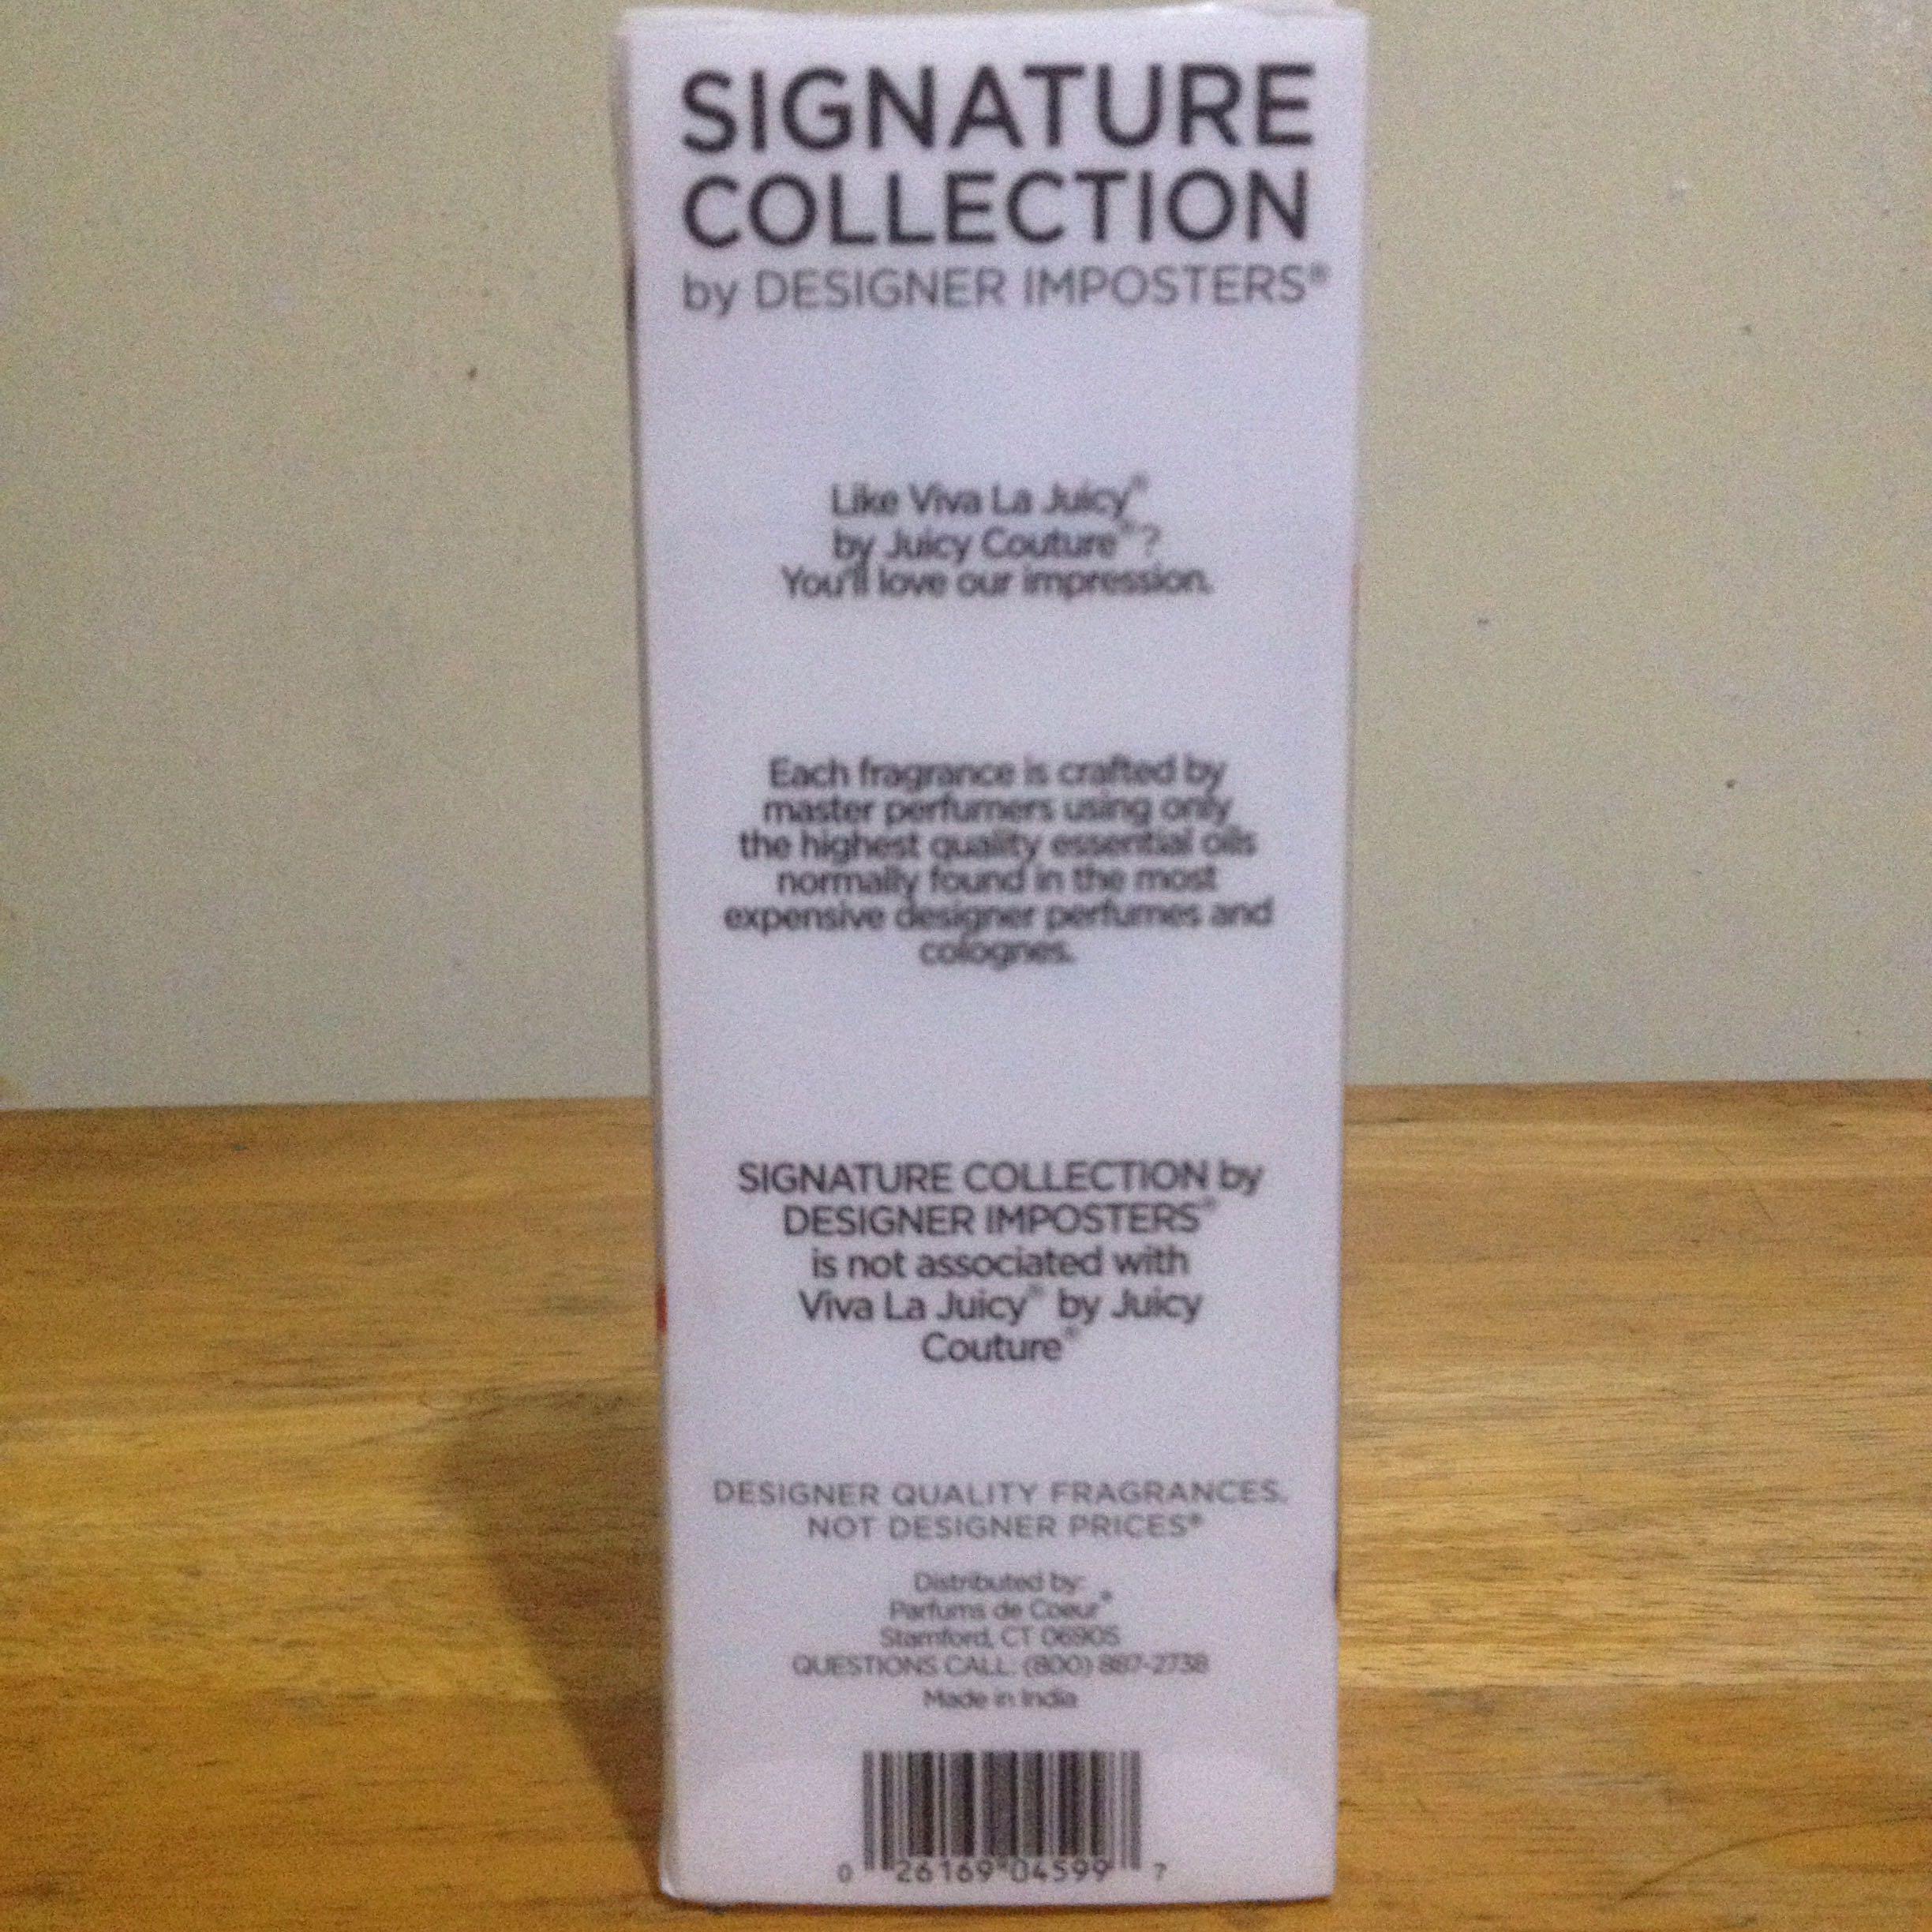 SIGNATURE
COLLECTION
by DESIGNER IMPOSTERS®
Like Viva La Juicy®
by Juicy Couture®?
You'll love our impression.
Each fragrance is crafted by
master perfumers using only
the highest quality essential oils
normally found in the most
expensive designer perfumes and
colognes.
SIGNATURE COLLECTION by
DESIGNER IMPOSTERS®
is not associated with
Viva La Juicy® by Juicy
Couture®
DESIGNER QUALITY FRAGRANCES.
NOT DESIGNER PRICES®
Distributed by:
Parfums de Coeur®
Stamford, CT 06905
QUESTIONS CALL: (800) 887-2738
Made in India
0 26169 04599 7